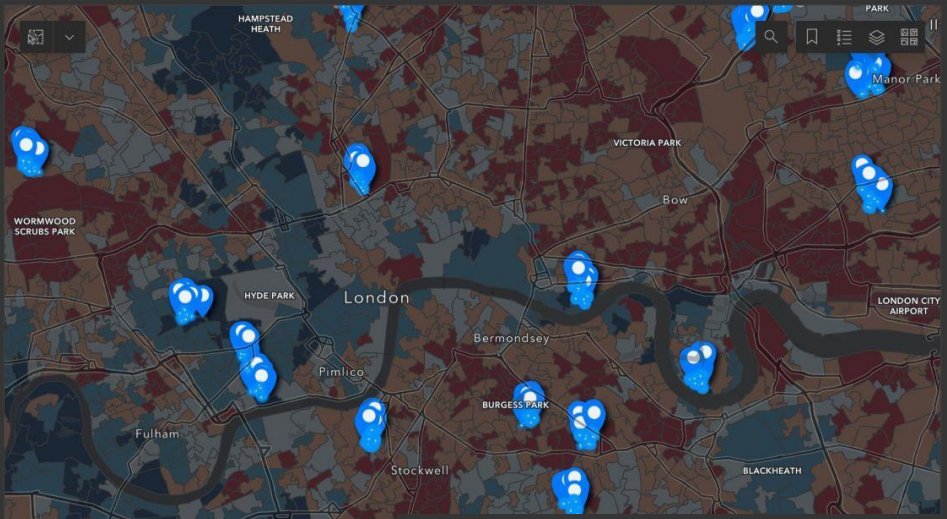 HAMPSTEAD
HEATH
PARK
Manor Park
VICTORIA PARK
Bow
WORMWOOD
SCRUBS PARK
HYDE PARK
London
LONDON CITY
AIRPORT
Bermondsey
Pimlico
BURGESS PARK
Fulham
Stockwell
BLACKHEATH